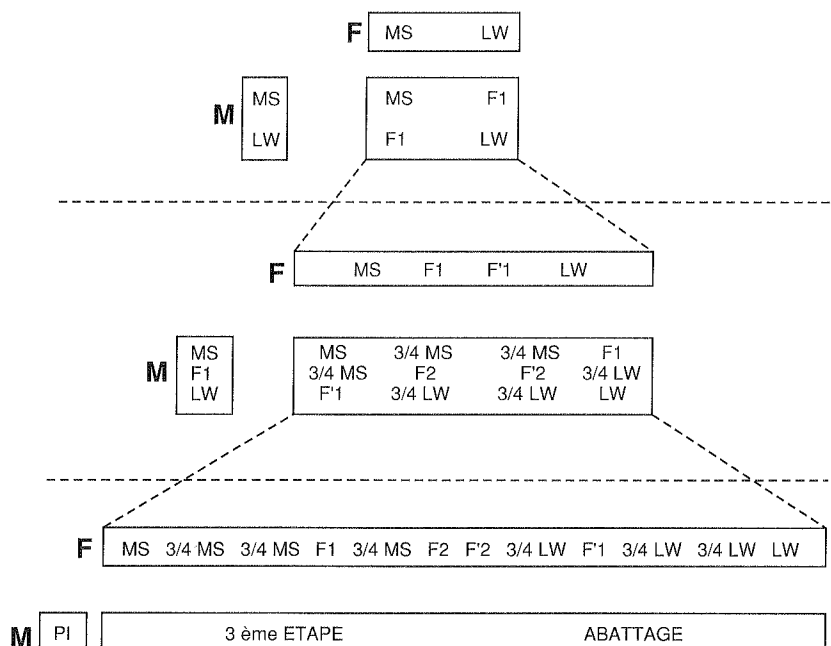 F MS LW
M MS MS F1
LW F1 LW
F MS F1 F'1 LW
MS MS 3/4 MS 3/4 MS F1
M F1 3/4 MS F2 F'2 3/4 LW
LW F'1 3/4 LW 3/4 LW LW
F MS 3/4 MS 3/4 MS F1 3/4 MS F2 F'2 3/4 LW F'1 3/4 LW 3/4 LW LW
M PI 3 ème ETAPE ABATTAGE